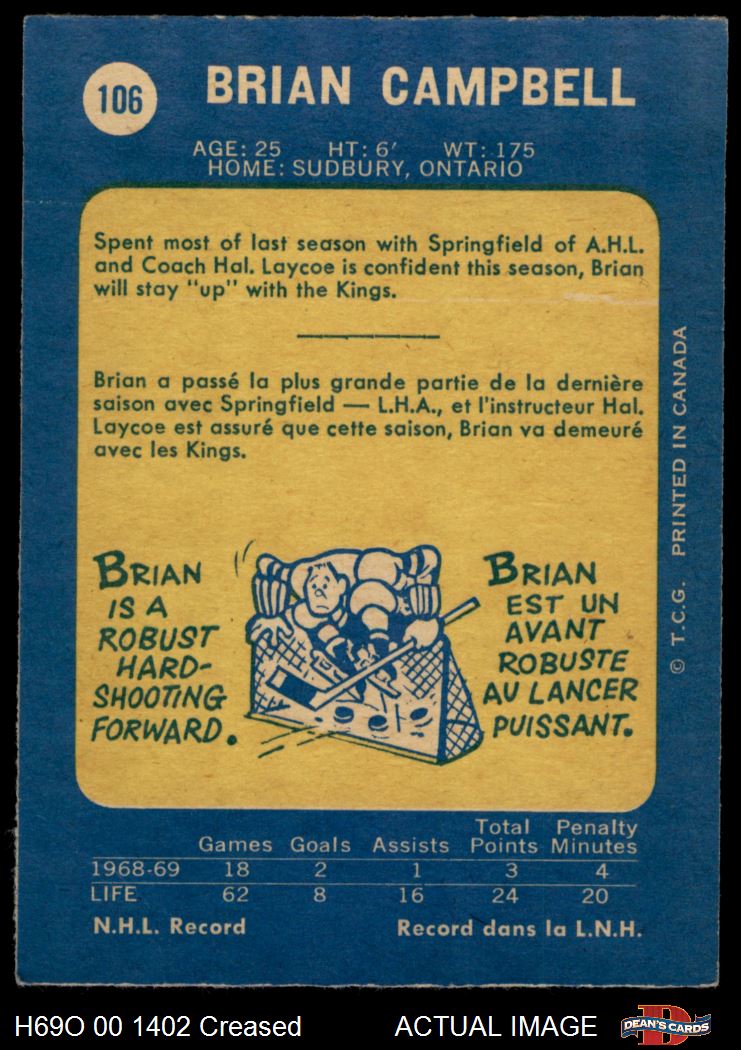 106
BRIAN CAMPBELL
AGE: 25 HT: 6' WT: 175
HOME: SUDBURY, ONTARIO
Spent most of last season with Springfield of A.H.L.
and Coach Hal. Laycoe is confident this season, Brian
will stay "up" with the Kings.
Brian a passé la plus grande partie de la dernière
saison avec Springfield — L.H.A., et l'instructeur Hal.
Laycoe est assuré que cette saison, Brian va demeuré
avec les Kings.
BRIAN
IS A
ROBUST
HARD-
SHOOTING
FORWARD.
BRIAN
EST UN
AVANT
ROBUSTE
AU LANCER
PUISSANT.
© T.C.G. PRINTED IN CANADA
Total Penalty
Games Goals Assists Points Minutes
1968-69 18 2 1 3 4
LIFE 62 8 16 24 20
N.H.L. Record Record dans la L.N.H.
H69O 00 1402 Creased ACTUAL IMAGE
D
DEAN'S CARDS